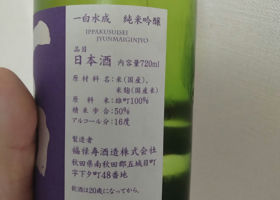 一白水成 純米吟醸
IPPAKUSUISEI
JYUNMAIGINJYO
品目
日本酒 内容量720ml
原材料名：米(国産)、
米麹(国産米)
原料米：雄町100%
精米歩合：50%
アルコール分：16度
製造者
福禄寿酒造株式会社
秋田県南秋田郡五城目町
字下夕町48番地
飲酒は20歳になってから。